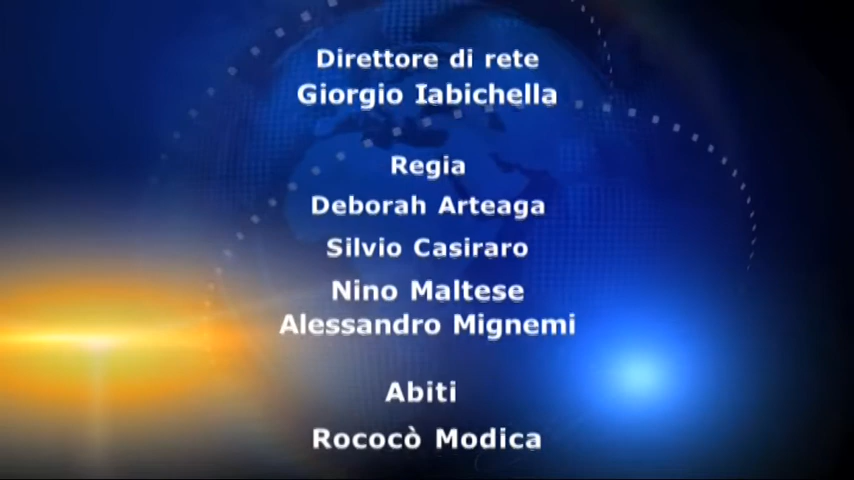 Direttore di rete
Giorgio Iabichella
Regia
Deborah Arteaga
Silvio Casiraro
Nino Maltese
Alessandro Mignemi
Abiti
Rococò Modica